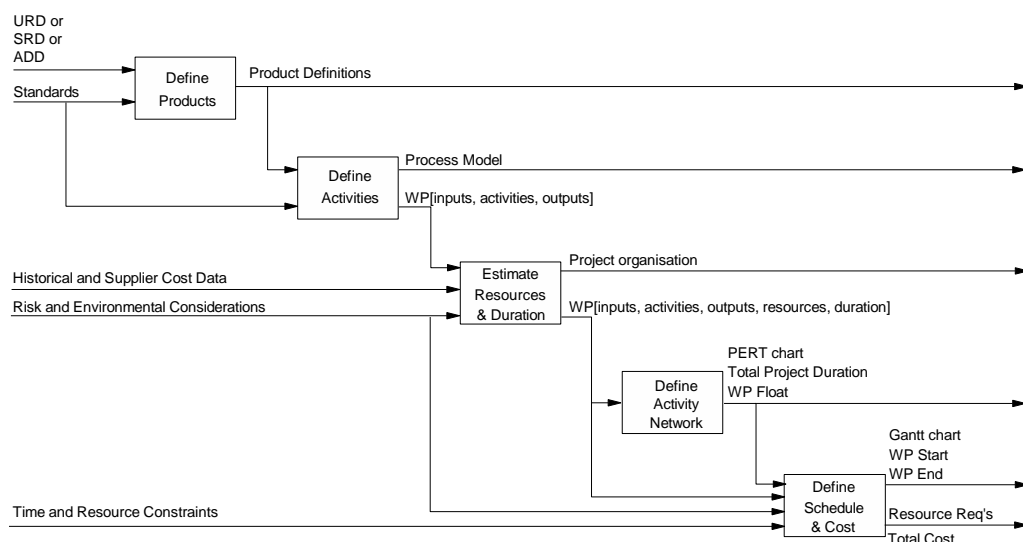 URD or
SRD or
ADD
Standards
Define
Products
Product Definitions
Define
Activities
Process Model
WP[inputs, activities, outputs]
Historical and Supplier Cost Data
Risk and Environmental Considerations
Estimate
Resources
& Duration
Project organisation
WP[inputs, activities, outputs, resources, duration]
Define
Activity
Network
PERT chart
Total Project Duration
WP Float
Time and Resource Constraints
Define
Schedule
& Cost
Gantt chart
WP Start
WP End
Resource Req's
Total Cost